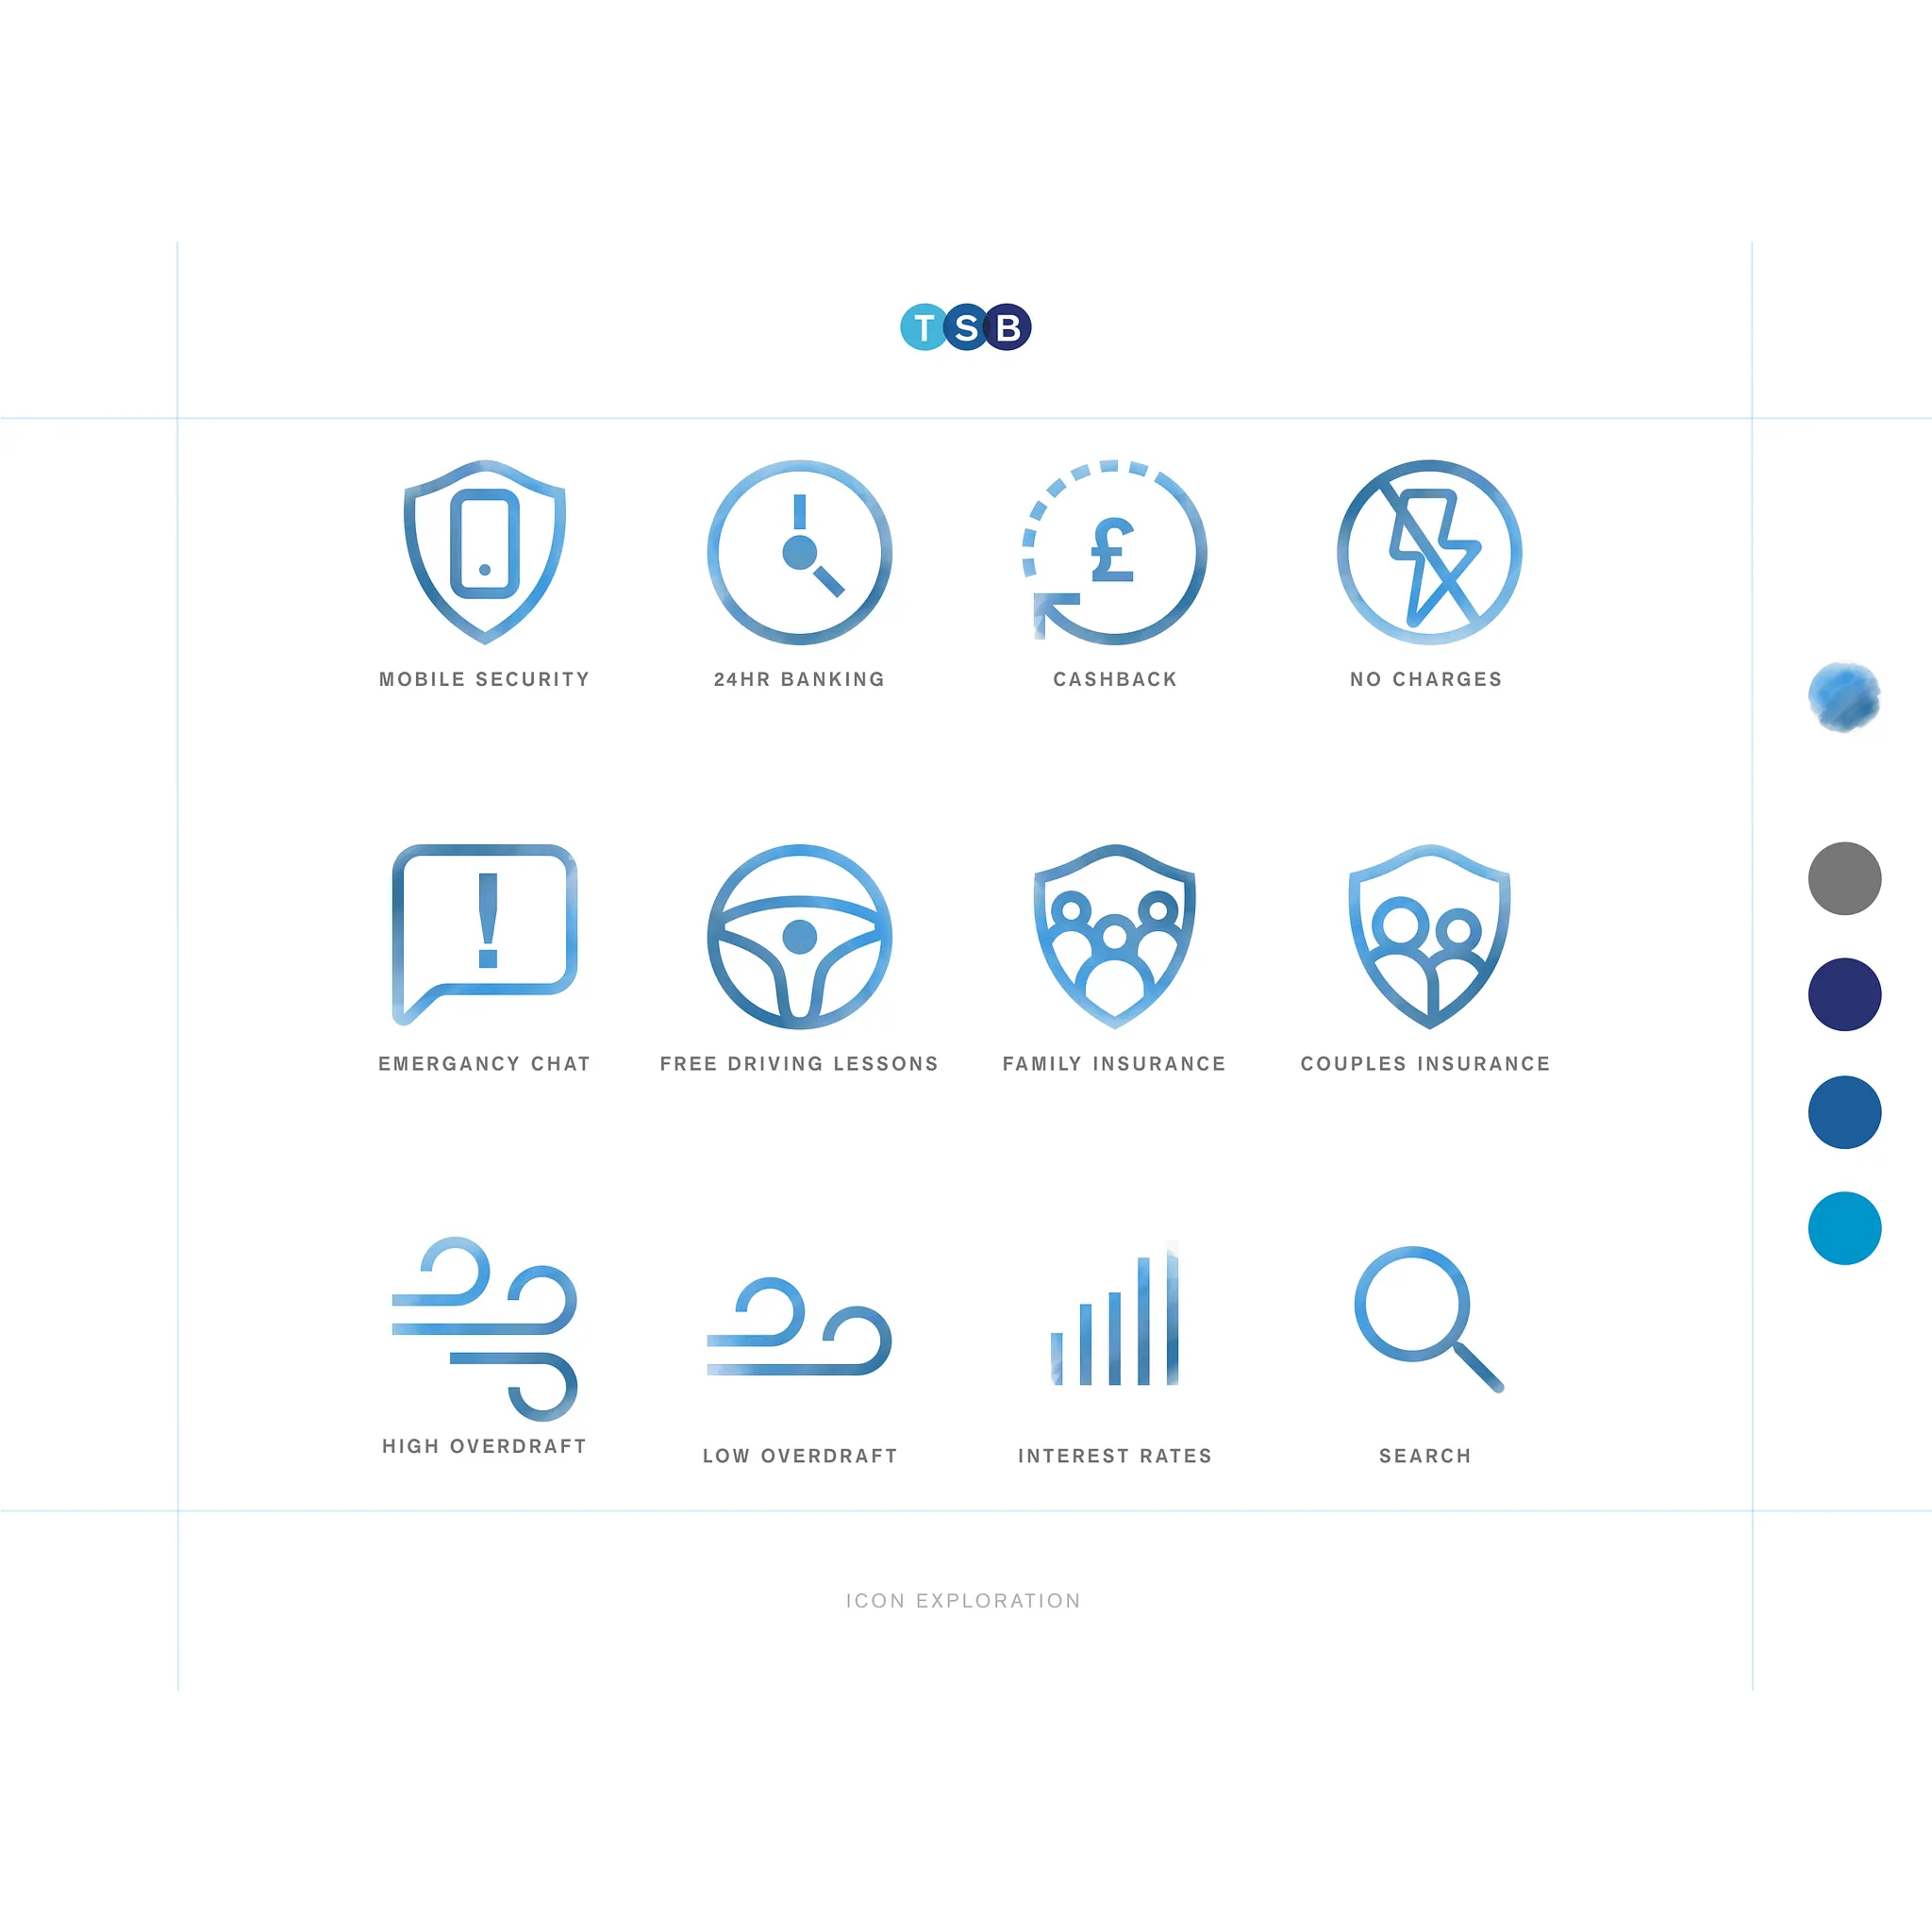 TSB
£
MOBILE SECURITY
24HR BANKING
CASHBACK
NO CHARGES
!
EMERGANCY CHAT
FREE DRIVING LESSONS
FAMILY INSURANCE
COUPLES INSURANCE
HIGH OVERDRAFT
LOW OVERDRAFT
INTEREST RATES
SEARCH
ICON EXPLORATION